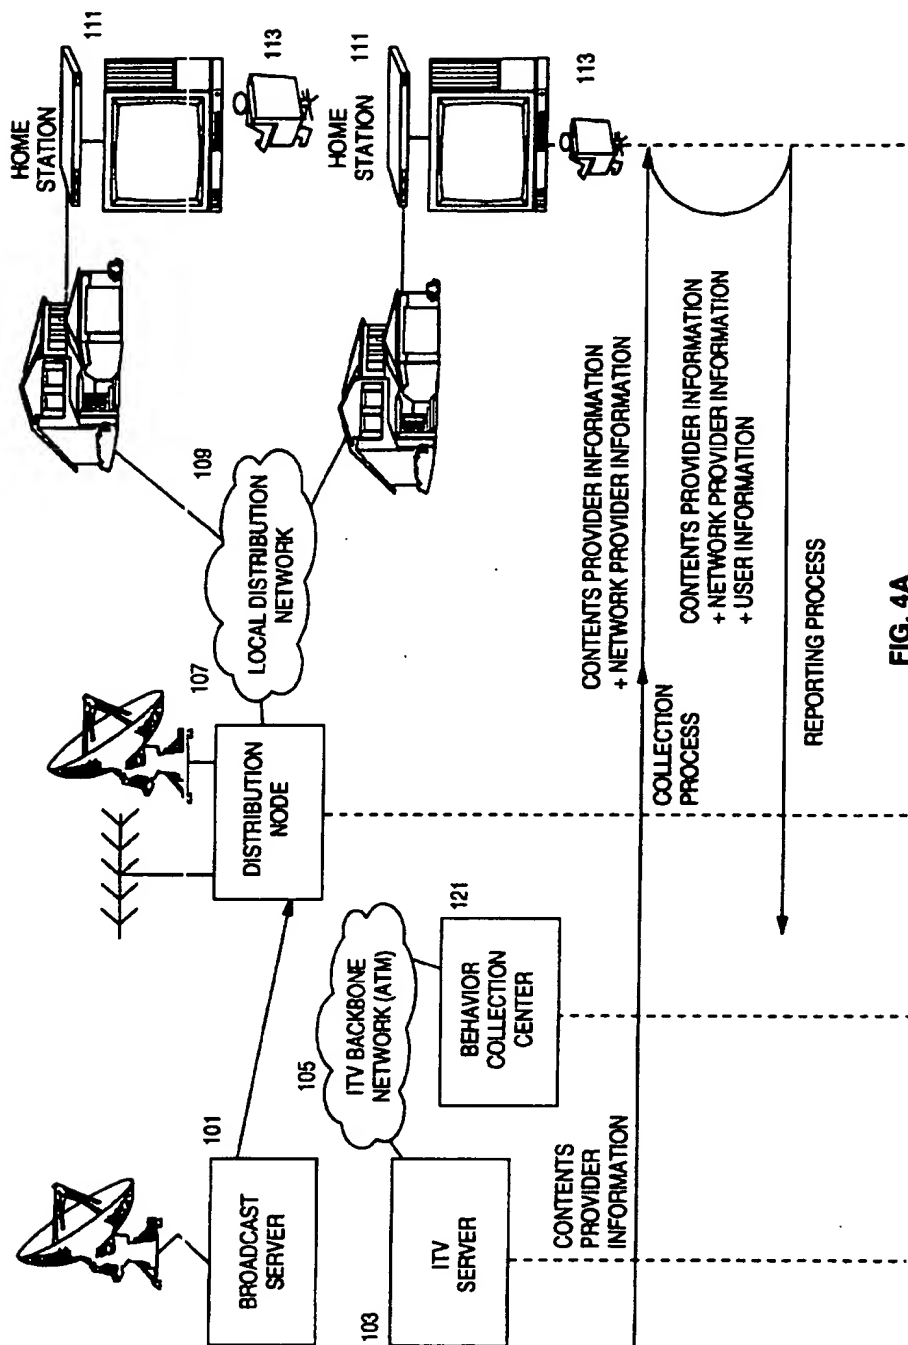 HOME
STATION
111
113
HOME
STATION
111
113
109
LOCAL DISTRIBUTION
NETWORK
107
DISTRIBUTION
NODE
101
BROADCAST
SERVER
105
ITV BACKBONE
NETWORK (ATM)
121
BEHAVIOR
COLLECTION
CENTER
103
ITV
SERVER
CONTENTS
PROVIDER
INFORMATION
COLLECTION
PROCESS
CONTENTS PROVIDER INFORMATION
+ NETWORK PROVIDER INFORMATION
CONTENTS PROVIDER INFORMATION
+ NETWORK PROVIDER INFORMATION
+ USER INFORMATION
REPORTING PROCESS
FIG. 4A